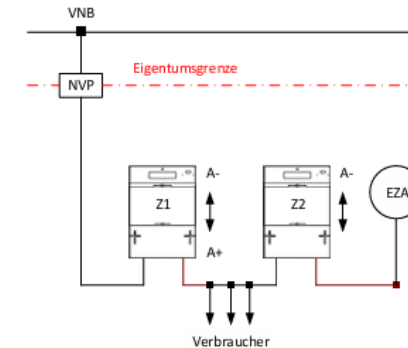 VNB
Eigentumsgrenze
NVP
A- A-
Z1 Z2 EZA
A+
Verbraucher